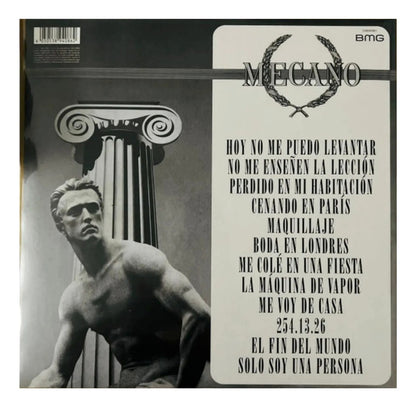 BMG
MECANO
HOY NO ME PUEDO LEVANTAR
NO ME ENSEÑEN LA LECCIÓN
PERDIDO EN MI HABITACIÓN
CENANDO EN PARÍS
MAQUILLAJE
BODA EN LONDRES
ME COLÉ EN UNA FIESTA
LA MÁQUINA DE VAPOR
ME VOY DE CASA
254.13.26
EL FIN DEL MUNDO
SOLO SOY UNA PERSONA